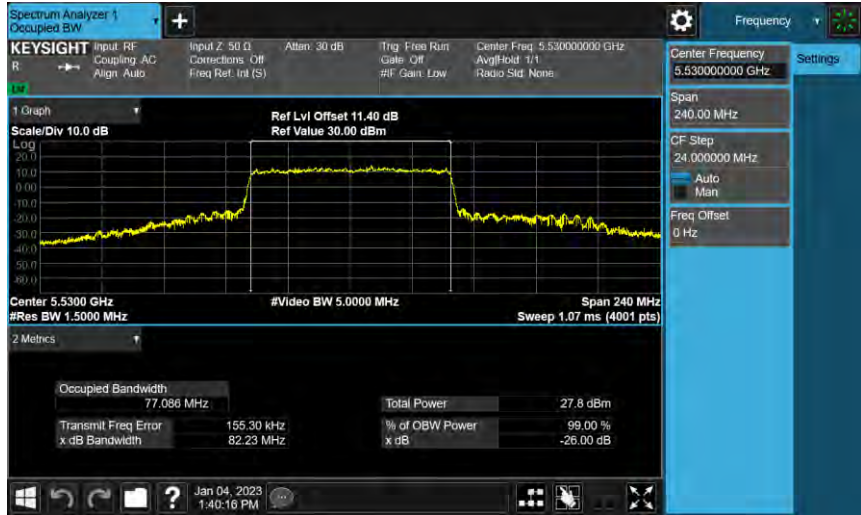 Spectrum Analyzer 1
Occupied BW
+
Frequency
KEYSIGHT
R
Input: RF
Coupling: AC
Align: Auto
Input Z: 50 Ω
Corrections: Off
Freq Ref: Int (S)
Atten: 30 dB
Trig: Free Run
Gate: Off
#IF Gain: Low
Center Freq: 5.530000000 GHz
Avg|Hold: 1/1
Radio Std: None
Center Frequency
5.530000000 GHz
Settings
Span
240.00 MHz
CF Step
24.000000 MHz
Auto
Man
Freq Offset
0 Hz
1 Graph
Scale/Div 10.0 dB
Ref Lvl Offset 11.40 dB
Ref Value 30.00 dBm
Log
20.0
10.0
0.00
-10.0
-20.0
-30.0
-40.0
-50.0
-60.0
Center 5.5300 GHz
#Video BW 5.0000 MHz
Span 240 MHz
#Res BW 1.5000 MHz
Sweep 1.07 ms (4001 pts)
2 Metrics
Occupied Bandwidth
77.086 MHz
Total Power
27.8 dBm
Transmit Freq Error
155.30 kHz
% of OBW Power
99.00 %
x dB Bandwidth
82.23 MHz
x dB
-26.00 dB
?
Jan 04, 2023
1:40:16 PM